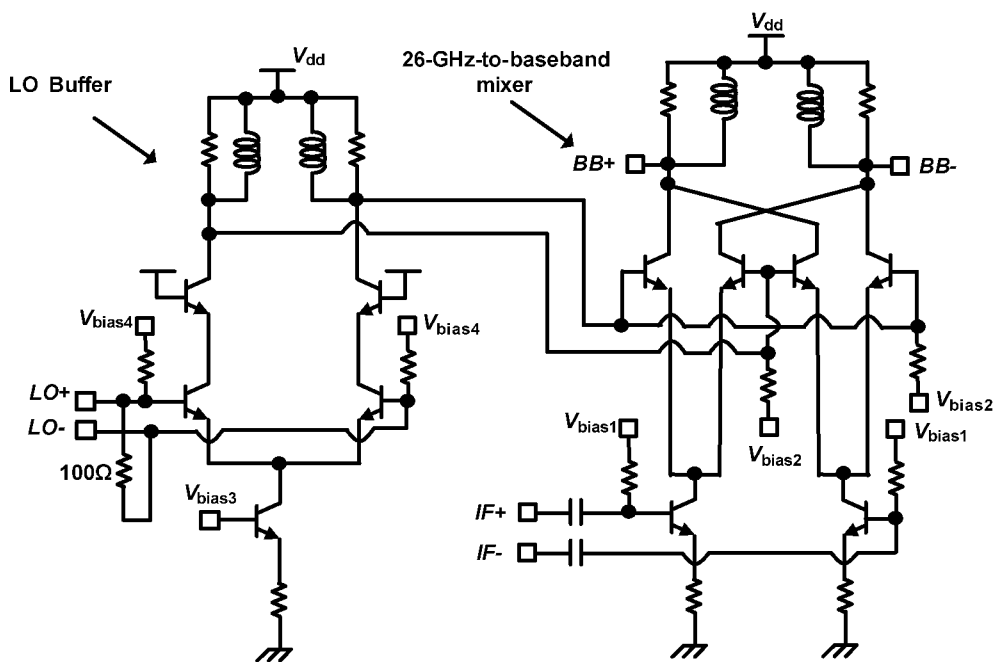 LO Buffer
Vdd
26-GHz-to-baseband
mixer
Vdd
BB+
BB-
Vbias4
Vbias4
LO+
LO-
100Ω
Vbias3
Vbias1
Vbias2
Vbias2
Vbias1
IF+
IF-